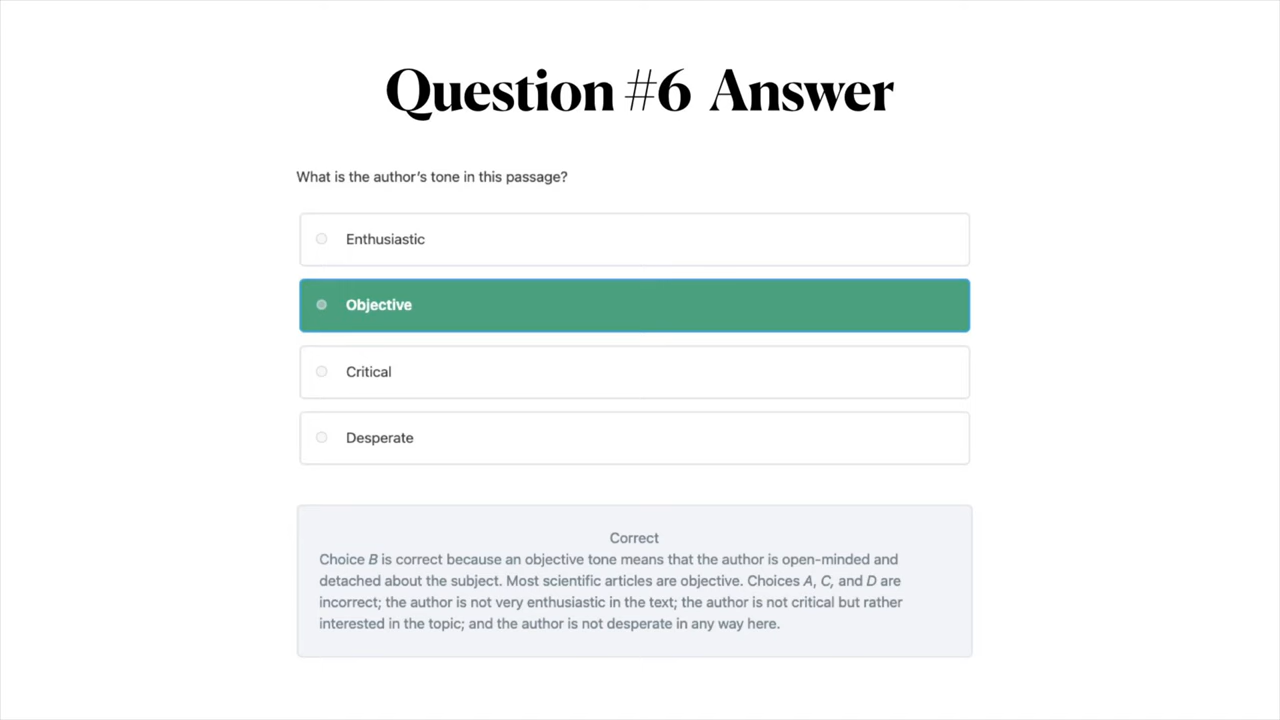 Question #6 Answer
What is the author's tone in this passage?
Enthusiastic
Objective
Critical
Desperate
Correct
Choice B is correct because an objective tone means that the author is open-minded and
detached about the subject. Most scientific articles are objective. Choices A, C, and D are
incorrect; the author is not very enthusiastic in the text; the author is not critical but rather
interested in the topic; and the author is not desperate in any way here.